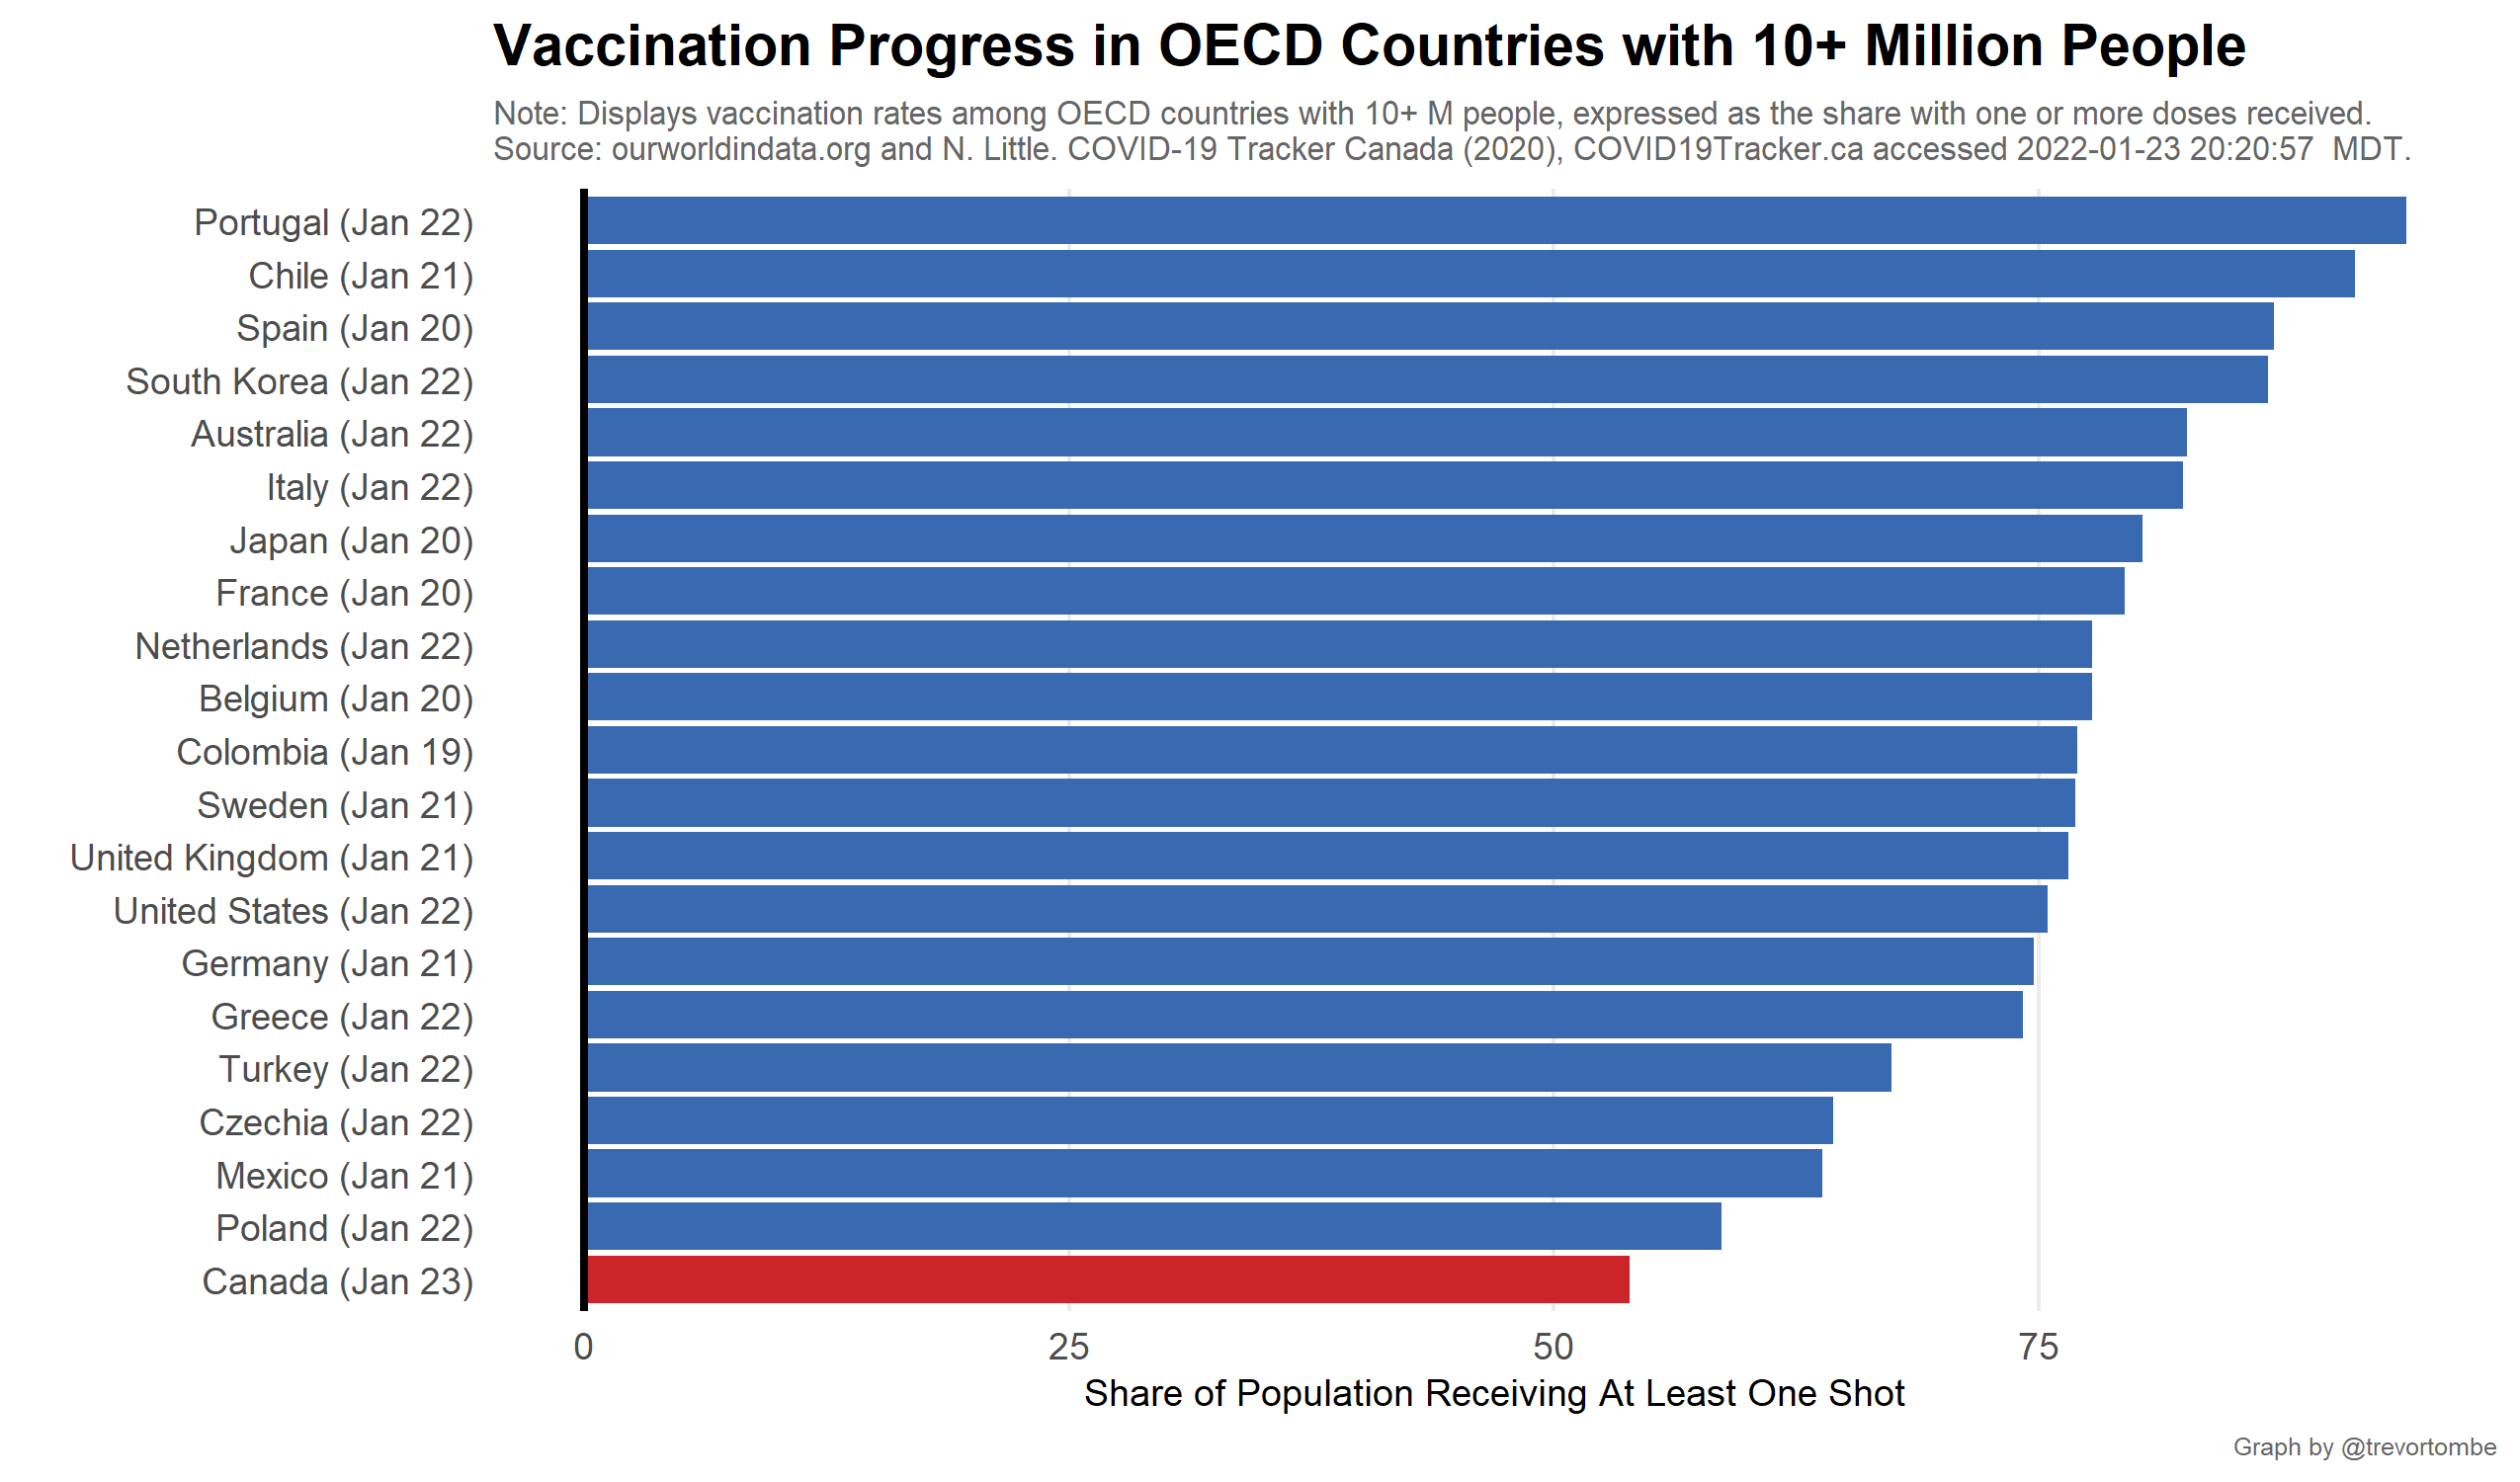 Vaccination Progress in OECD Countries with 10+ Million People
Note: Displays vaccination rates among OECD countries with 10+ M people, expressed as the share with one or more doses received.
Source: ourworldindata.org and N. Little. COVID-19 Tracker Canada (2020), COVID19Tracker.ca accessed 2022-01-23 20:20:57  MDT.
Portugal (Jan 22)
Chile (Jan 21)
Spain (Jan 20)
South Korea (Jan 22)
Australia (Jan 22)
Italy (Jan 22)
Japan (Jan 20)
France (Jan 20)
Netherlands (Jan 22)
Belgium (Jan 20)
Colombia (Jan 19)
Sweden (Jan 21)
United Kingdom (Jan 21)
United States (Jan 22)
Germany (Jan 21)
Greece (Jan 22)
Turkey (Jan 22)
Czechia (Jan 22)
Mexico (Jan 21)
Poland (Jan 22)
Canada (Jan 23)
0 25 50 75
Share of Population Receiving At Least One Shot
Graph by @trevortombe